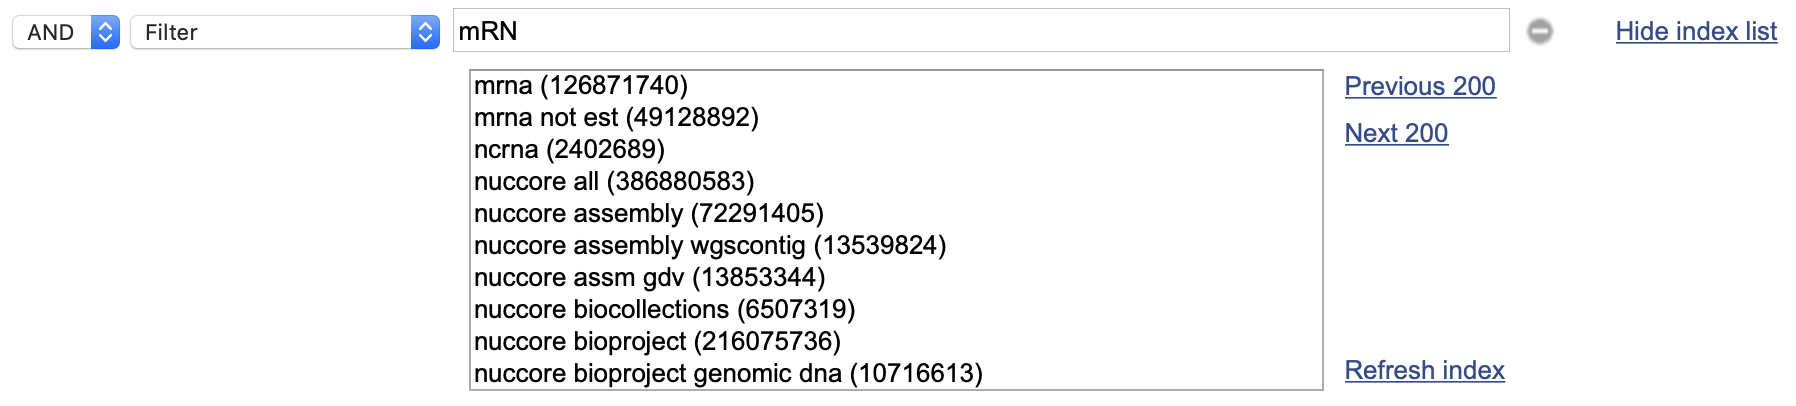 AND Filter mRN Hide index list
mrna (126871740) Previous 200
mrna not est (49128892)
Next 200
ncrna (2402689)
nuccore all (386880583)
nuccore assembly (72291405)
nuccore assembly wgscontig (13539824)
nuccore assm gdv (13853344)
nuccore biocollections (6507319)
nuccore bioproject (216075736)
nuccore bioproject genomic dna (10716613) Refresh index